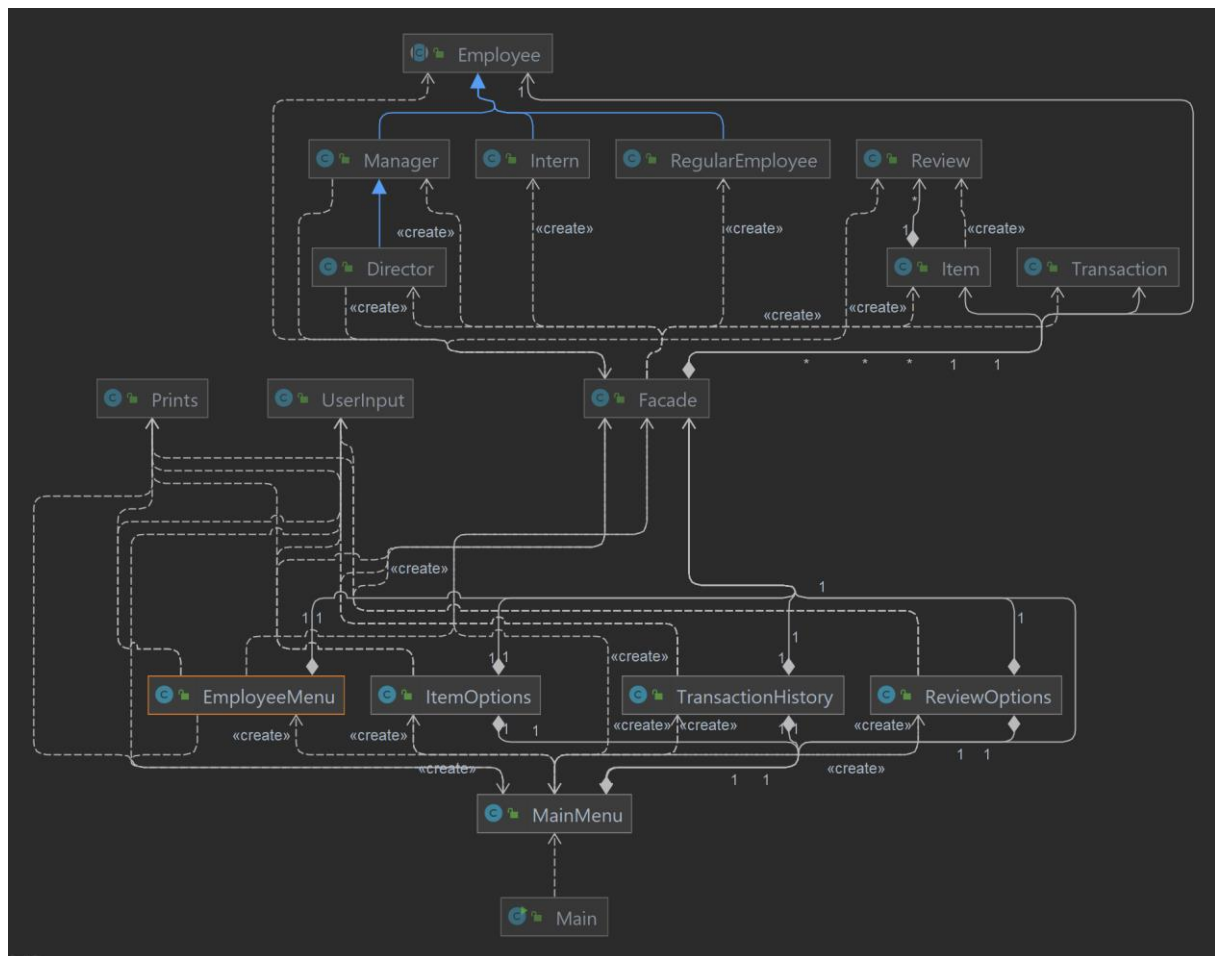 Employee
1
Manager Intern RegularEmployee Review
*
«create» «create» «create» 1 «create»
Director Item Transaction
«create» «create»
«create»
* * * 1 1
Prints UserInput Facade
«create»
1 1 1
1
1 1 1 1
«create»
EmployeeMenu ItemOptions TransactionHistory ReviewOptions
«create» «create» 1 1 «create» «create» 1 1 «create»
1 1
«create» 1 1 «create»
MainMenu
Main